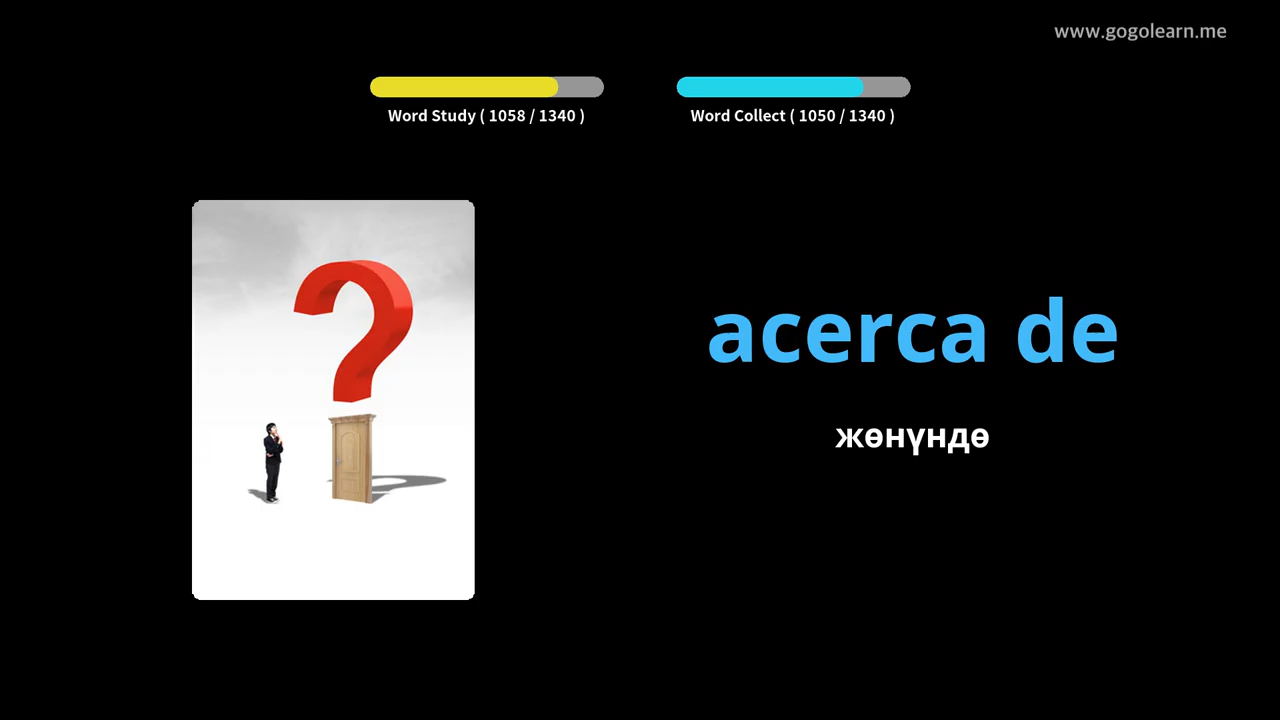 www.gogolearn.me
Word Study ( 1058 / 1340 )
Word Collect ( 1050 / 1340 )
acerca de
жөнүндө